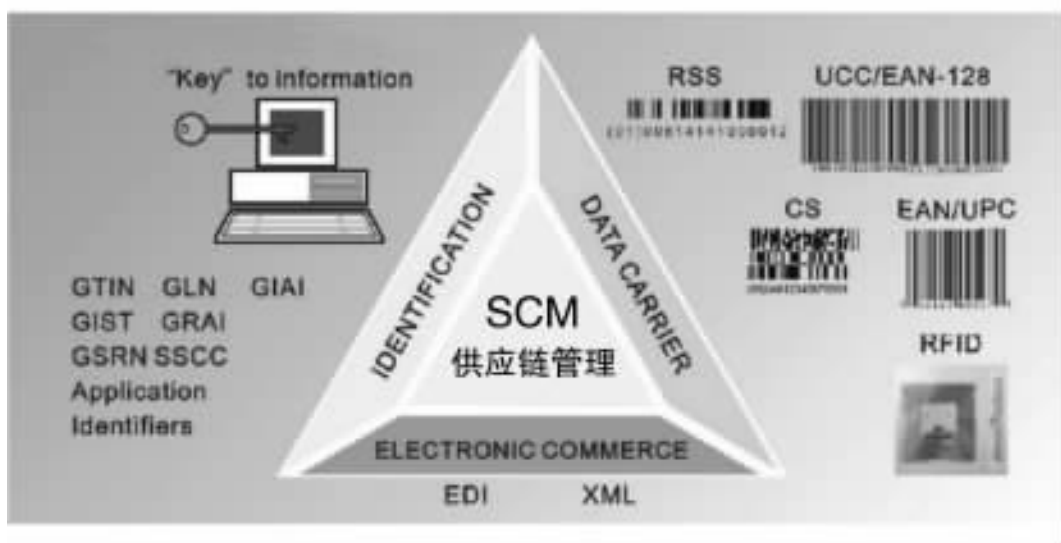 "Key" to Information
GTIN GLN GIAI
GIST GRAI
GSRN SSCC
Application
Identifiers
IDENTIFICATION
SCM
供应链管理
DATA CARRIER
ELECTRONIC COMMERCE
EDI XML
RSS
UCC/EAN-128
CS
EAN/UPC
RFID